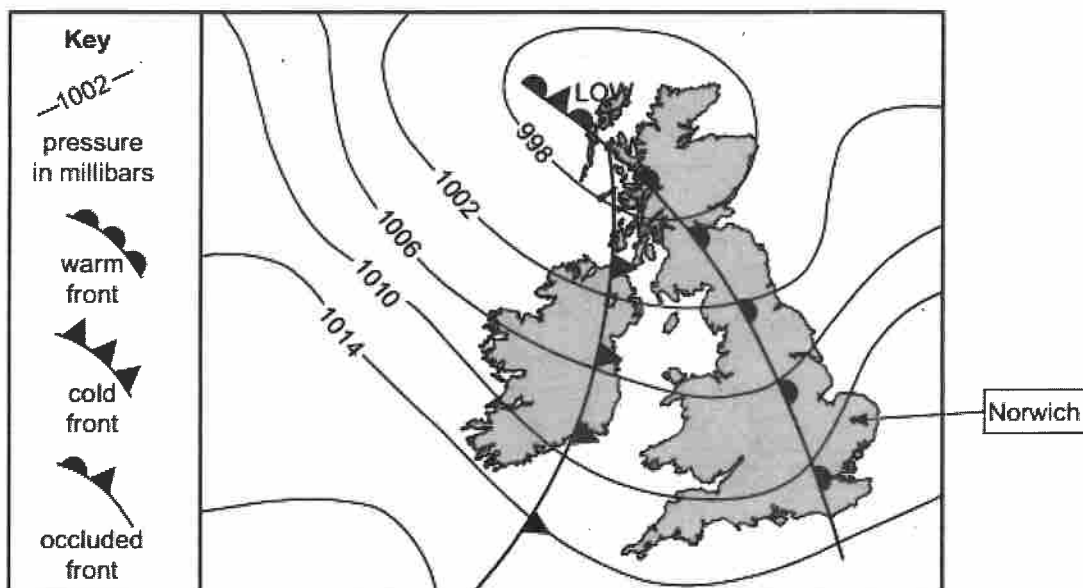 Key
1002
pressure
in millibars
warm
front
cold
front
occluded
front
LOW
998
1002
1006
1010
1014
Norwich